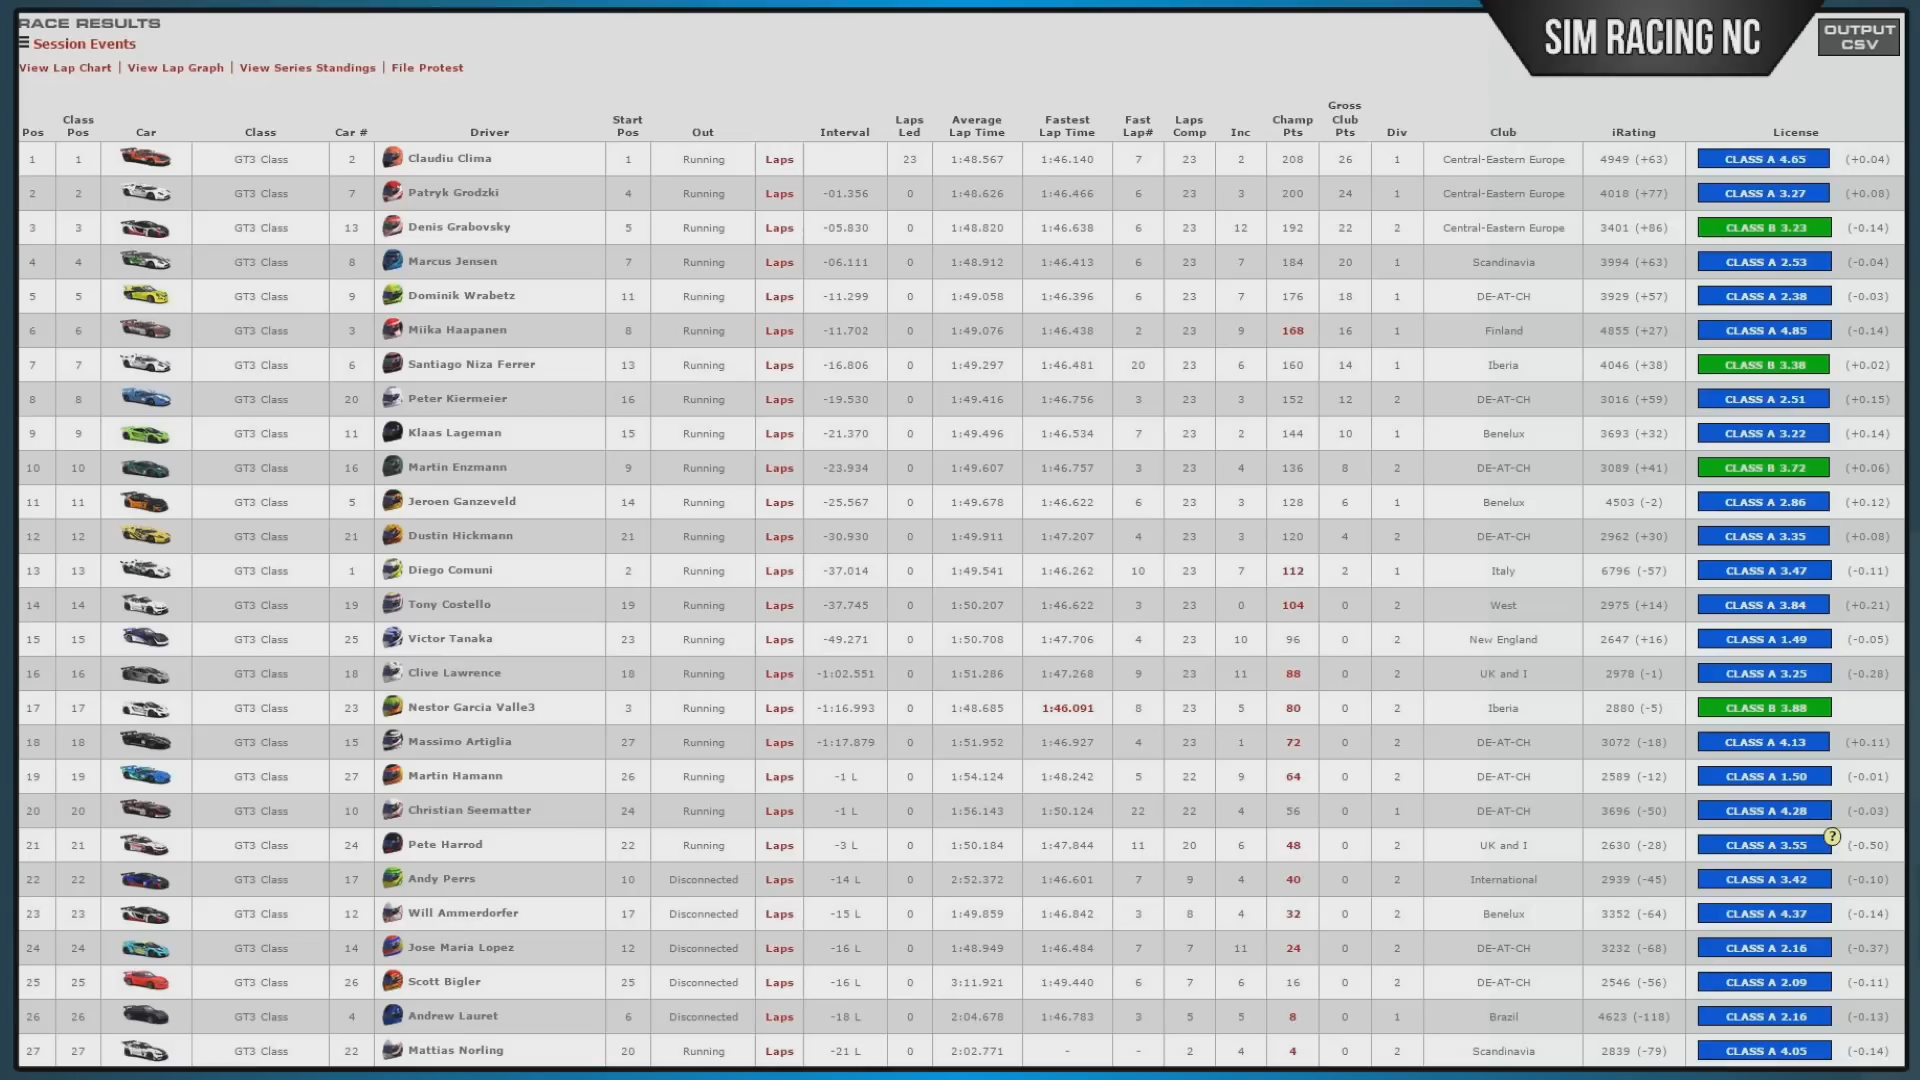 RACE RESULTS
Session Events
View Lap Chart | View Lap Graph | View Series Standings | File Protest
SIM RACING NC
OUTPUT CSV
Pos Class Pos Car Class Car # Driver Start Pos Out Interval Laps Led Average Lap Time Fastest Lap Time Fast Lap# Laps Comp Inc Champ Pts Gross Club Pts Div Club iRating License
1 1 GT3 Class 2 Claudiu Clima 1 Running Laps 23 1:48.567 1:46.140 7 23 2 208 26 1 Central-Eastern Europe 4949 (+63) CLASS A 4.65 (+0.04)
2 2 GT3 Class 7 Patryk Grodzki 4 Running Laps -01.356 0 1:48.626 1:46.466 6 23 3 200 24 1 Central-Eastern Europe 4018 (+77) CLASS A 3.27 (+0.08)
3 3 GT3 Class 13 Denis Grabovsky 5 Running Laps -05.830 0 1:48.820 1:46.638 6 23 12 192 22 2 Central-Eastern Europe 3401 (+86) CLASS B 3.23 (-0.14)
4 4 GT3 Class 8 Marcus Jensen 7 Running Laps -06.111 0 1:48.912 1:46.413 6 23 7 184 20 1 Scandinavia 3994 (+63) CLASS A 2.53 (-0.04)
5 5 GT3 Class 9 Dominik Wrabetz 11 Running Laps -11.299 0 1:49.058 1:46.396 6 23 7 176 18 1 DE-AT-CH 3929 (+57) CLASS A 2.38 (-0.03)
6 6 GT3 Class 3 Miika Haapanen 8 Running Laps -11.702 0 1:49.076 1:46.438 2 23 9 168 16 1 Finland 4855 (+27) CLASS A 4.85 (-0.14)
7 7 GT3 Class 6 Santiago Niza Ferrer 13 Running Laps -16.806 0 1:49.297 1:46.481 20 23 6 160 14 1 Iberia 4046 (+38) CLASS B 3.38 (+0.02)
8 8 GT3 Class 20 Peter Kiermeier 16 Running Laps -19.530 0 1:49.416 1:46.756 3 23 3 152 12 2 DE-AT-CH 3016 (+59) CLASS A 2.51 (+0.15)
9 9 GT3 Class 11 Klaas Lageman 15 Running Laps -21.370 0 1:49.496 1:46.534 7 23 2 144 10 1 Benelux 3693 (+32) CLASS A 3.22 (+0.14)
10 10 GT3 Class 16 Martin Enzmann 9 Running Laps -23.934 0 1:49.607 1:46.757 3 23 4 136 8 2 DE-AT-CH 3089 (+41) CLASS B 3.72 (+0.06)
11 11 GT3 Class 5 Jeroen Ganzeveld 14 Running Laps -25.567 0 1:49.678 1:46.622 6 23 3 128 6 1 Benelux 4503 (-2) CLASS A 2.86 (+0.12)
12 12 GT3 Class 21 Dustin Hickmann 21 Running Laps -30.930 0 1:49.911 1:47.207 4 23 3 120 4 2 DE-AT-CH 2962 (+30) CLASS A 3.35 (+0.08)
13 13 GT3 Class 1 Diego Comuni 2 Running Laps -37.014 0 1:49.541 1:46.262 10 23 7 112 2 1 Italy 6796 (-57) CLASS A 3.47 (-0.11)
14 14 GT3 Class 19 Tony Costello 19 Running Laps -37.745 0 1:50.207 1:46.622 3 23 0 104 0 2 West 2975 (+14) CLASS A 3.84 (+0.21)
15 15 GT3 Class 25 Victor Tanaka 23 Running Laps -49.271 0 1:50.708 1:47.706 4 23 10 96 0 2 New England 2647 (+16) CLASS A 1.49 (-0.05)
16 16 GT3 Class 18 Clive Lawrence 18 Running Laps -1:02.551 0 1:51.286 1:47.268 9 23 11 88 0 2 UK and I 2978 (-1) CLASS A 3.25 (-0.28)
17 17 GT3 Class 23 Nestor Garcia Valle3 3 Running Laps -1:16.993 0 1:48.685 1:46.091 8 23 5 80 0 2 Iberia 2880 (-5) CLASS B 3.88
18 18 GT3 Class 15 Massimo Artiglia 27 Running Laps -1:17.879 0 1:51.952 1:46.927 4 23 1 72 0 2 DE-AT-CH 3072 (-18) CLASS A 4.13 (+0.11)
19 19 GT3 Class 27 Martin Hamann 26 Running Laps -1 L 0 1:54.124 1:48.242 5 22 9 64 0 2 DE-AT-CH 2589 (-12) CLASS A 1.50 (-0.01)
20 20 GT3 Class 10 Christian Seematter 24 Running Laps -1 L 0 1:56.143 1:50.124 22 22 4 56 0 1 DE-AT-CH 3696 (-50) CLASS A 4.28 (-0.03)
21 21 GT3 Class 24 Pete Harrod 22 Running Laps -3 L 0 1:50.184 1:47.844 11 20 6 48 0 2 UK and I 2630 (-28) CLASS A 3.55 ? (-0.50)
22 22 GT3 Class 17 Andy Perrs 10 Disconnected Laps -14 L 0 2:52.372 1:46.601 7 9 4 40 0 2 International 2939 (-45) CLASS A 3.42 (-0.10)
23 23 GT3 Class 12 Will Ammerdorfer 17 Disconnected Laps -15 L 0 1:49.859 1:46.842 3 8 4 32 0 2 Benelux 3352 (-64) CLASS A 4.37 (-0.14)
24 24 GT3 Class 14 Jose Maria Lopez 12 Disconnected Laps -16 L 0 1:48.949 1:46.484 7 7 11 24 0 2 DE-AT-CH 3232 (-68) CLASS A 2.16 (-0.37)
25 25 GT3 Class 26 Scott Bigler 25 Disconnected Laps -16 L 0 3:11.921 1:49.440 6 7 6 16 0 2 DE-AT-CH 2546 (-56) CLASS A 2.09 (-0.11)
26 26 GT3 Class 4 Andrew Lauret 6 Disconnected Laps -18 L 0 2:04.678 1:46.783 3 5 5 8 0 1 Brazil 4623 (-118) CLASS A 2.16 (-0.13)
27 27 GT3 Class 22 Mattias Norling 20 Running Laps -21 L 0 2:02.771 - - 2 4 4 0 2 Scandinavia 2839 (-79) CLASS A 4.05 (-0.14)